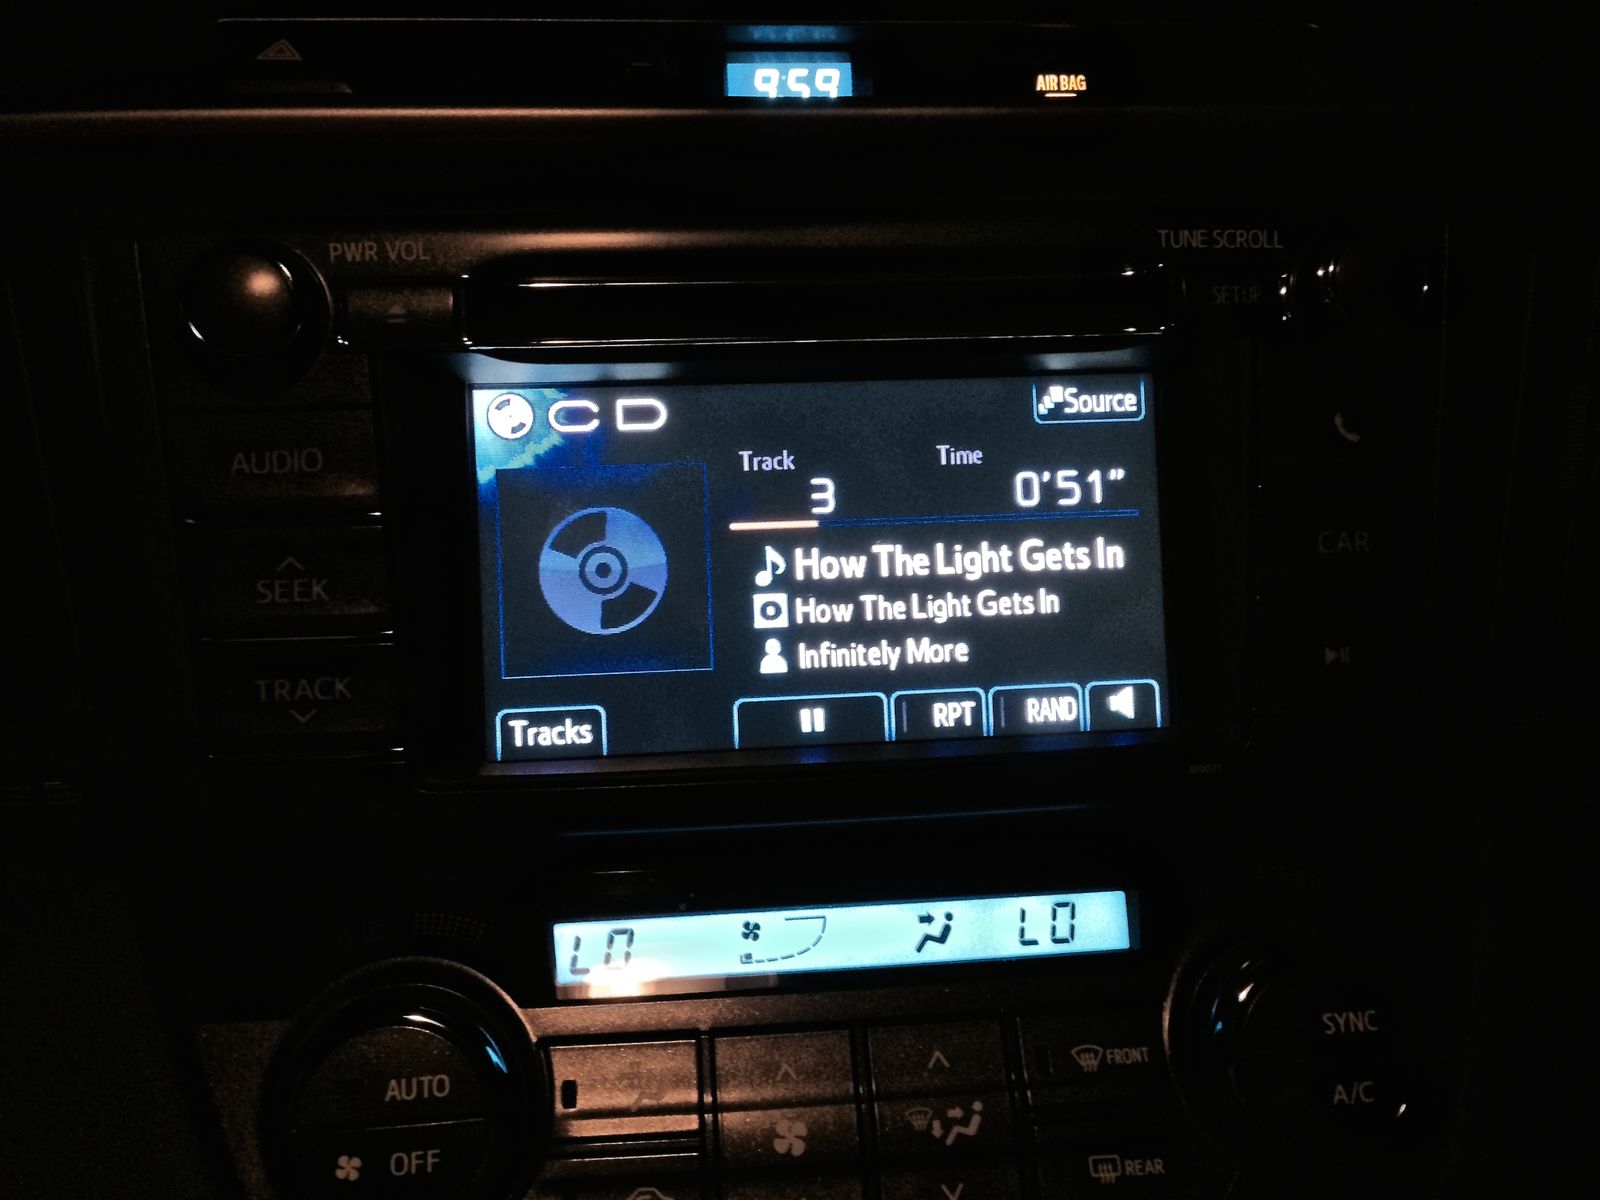 9:59
AIR BAG
PWR VOL
TUNE SCROLL
SETUP
CD
Source
AUDIO
Track
Time
3
0'51"
SEEK
How The Light Gets In
CAR
How The Light Gets In
Infinitely More
TRACK
Tracks
RPT
RAND
LO
LO
SYNC
FRONT
AUTO
A/C
OFF
REAR